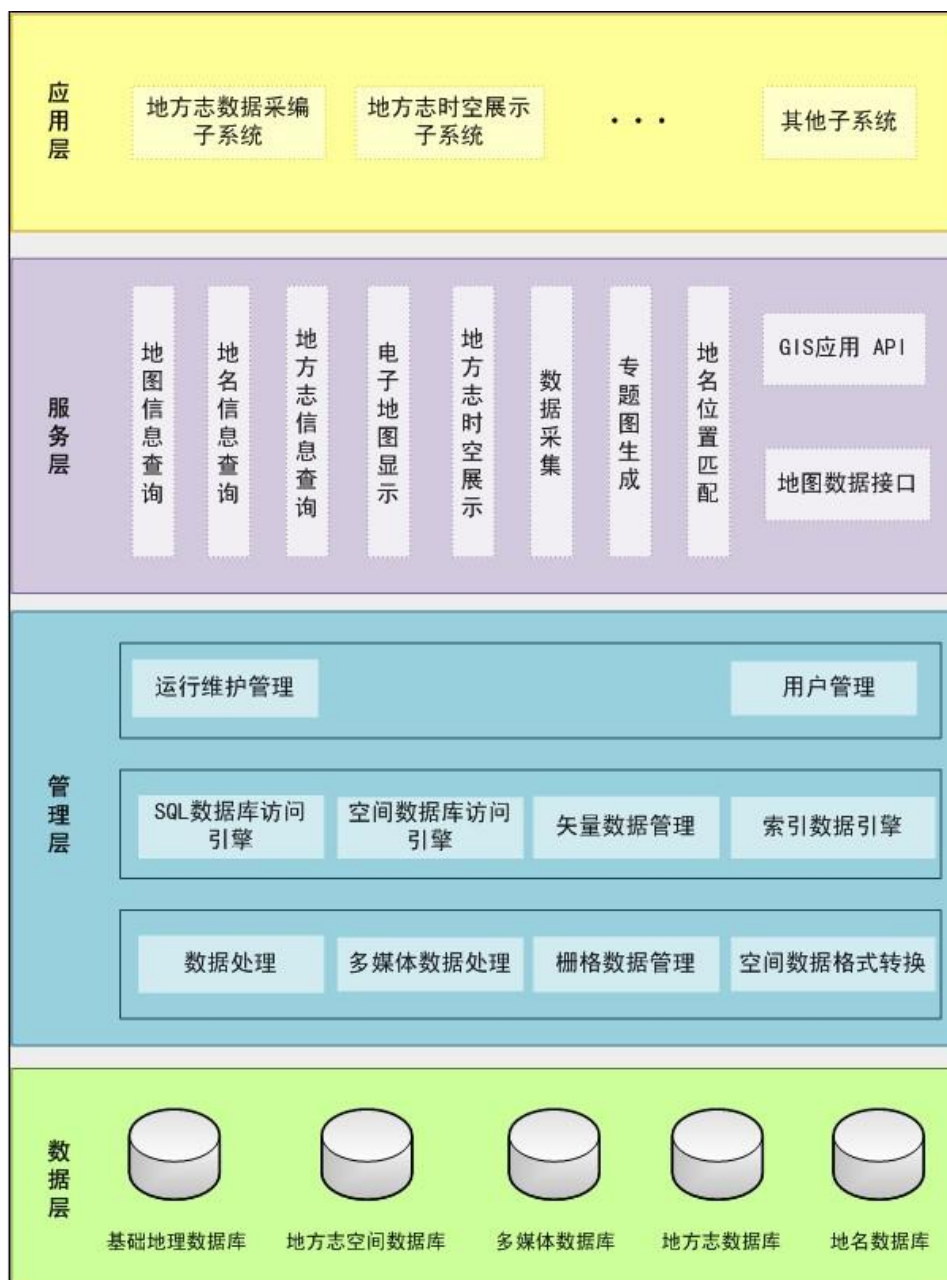 应用层
地方志数据采编
子系统
地方志时空展示
子系统
· · ·
其他子系统
服务层
地图信息查询
地名信息查询
地方志信息查询
电子地图显示
地方志时空展示
数据采集
专题图生成
地名位置匹配
GIS应用 API
地图数据接口
管理层
运行维护管理
用户管理
SQL数据库访问
引擎
空间数据库访问
引擎
矢量数据管理
索引数据引擎
数据处理
多媒体数据处理
栅格数据管理
空间数据格式转换
数据层
基础地理数据库
地方志空间数据库
多媒体数据库
地方志数据库
地名数据库